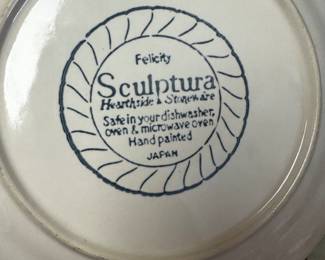 Felicity
Sculptura
Hearthside Stoneware
Safe in your dishwasher,
oven & microwave oven
Hand painted
JAPAN